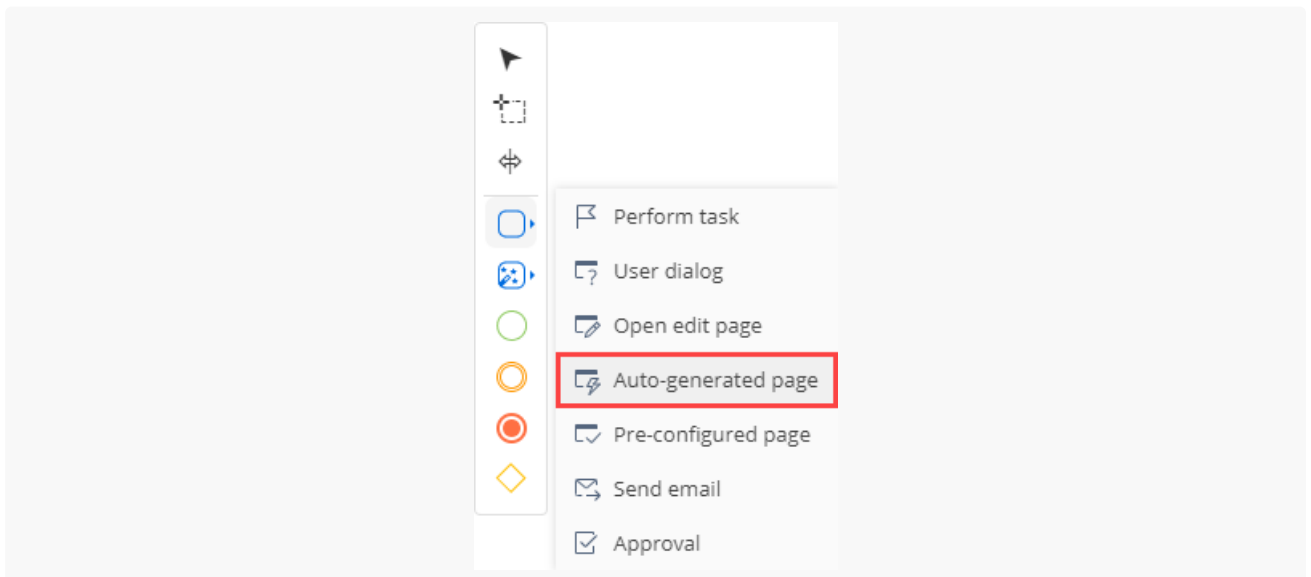 Perform task
User dialog
Open edit page
Auto-generated page
Pre-configured page
Send email
Approval